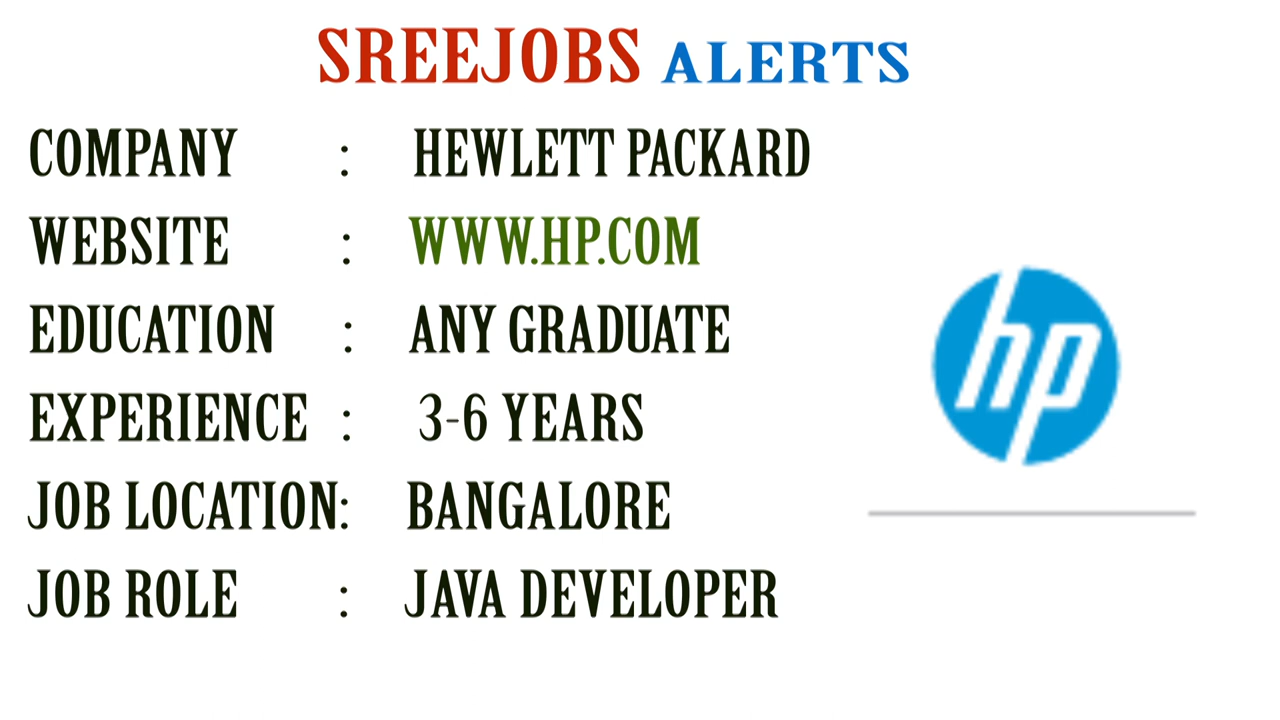 SREEJOBS ALERTS
COMPANY : HEWLETT PACKARD
WEBSITE : WWW.HP.COM
EDUCATION : ANY GRADUATE
EXPERIENCE : 3-6 YEARS
hp
JOB LOCATION: BANGALORE
JOB ROLE : JAVA DEVELOPER